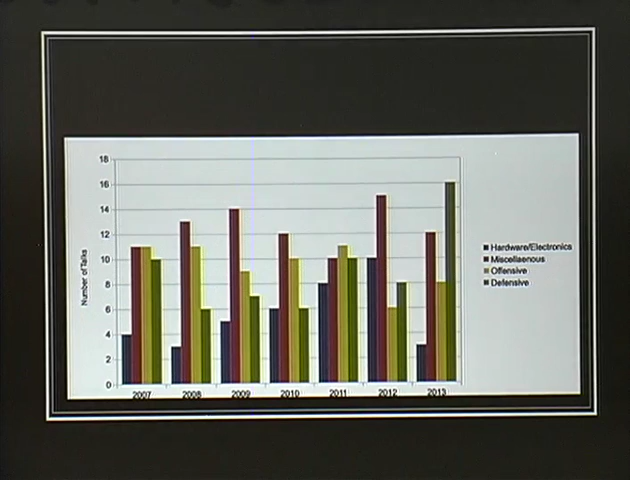 18
16
14
12
10
8
6
4
2
0
Number of Talks
2007 2008 2009 2010 2011 2012 2013
Hardware/Electronics
Miscellaenous
Offensive
Defensive